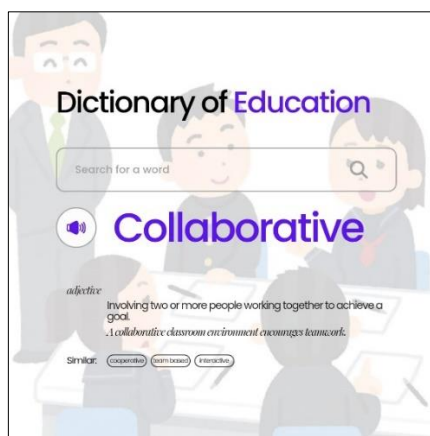 Dictionary of Education
Search for a word
Collaborative
adjective
Involving two or more people working together to achieve a
goal.
A collaborative classroom environment encourages teamwork.
Similar: cooperative team based interactive